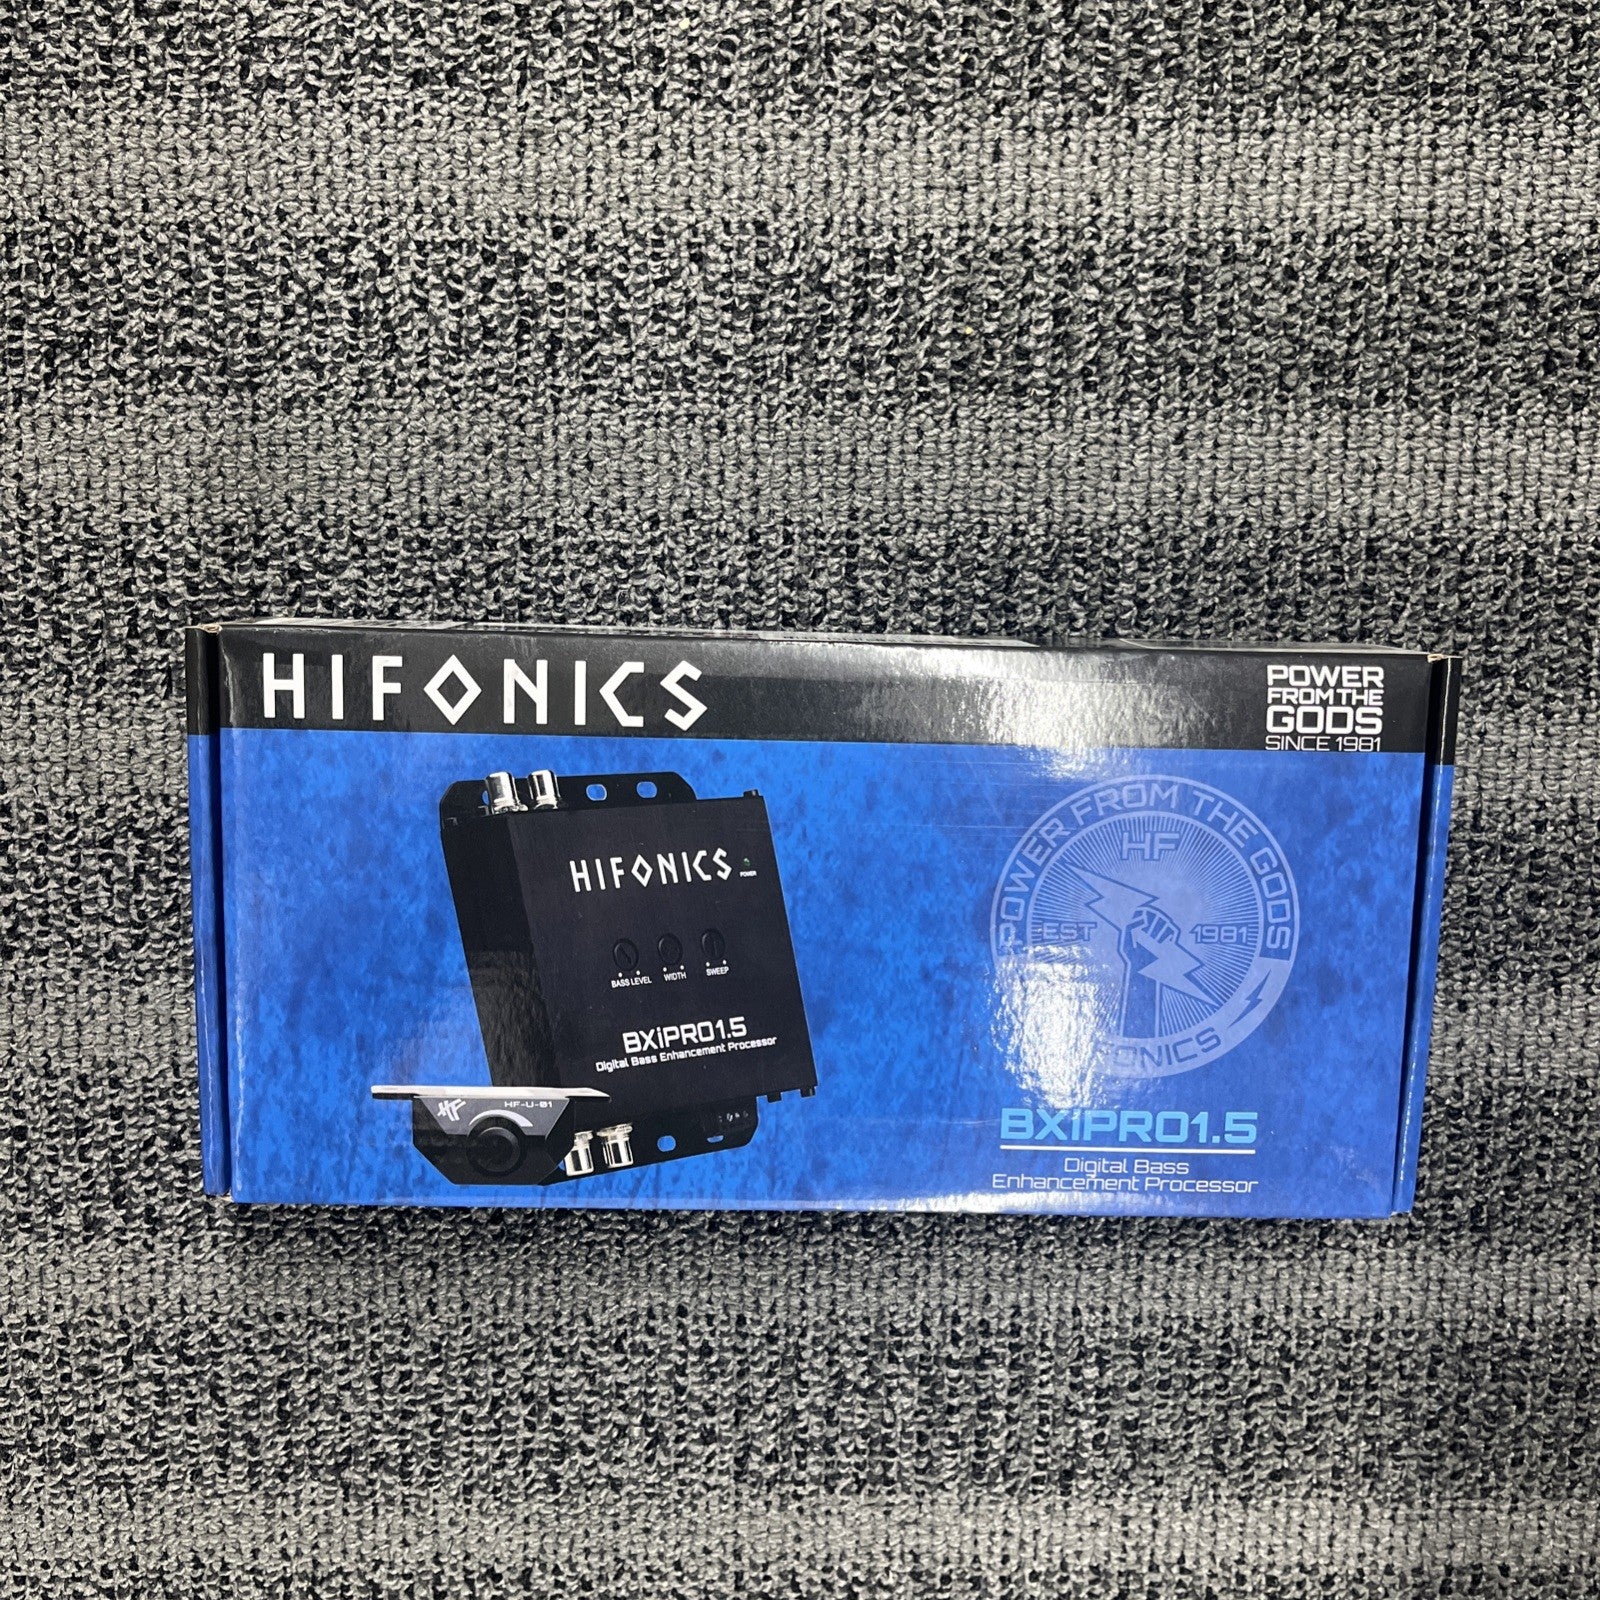 HIFONICS
POWER
FROM THE
GODS
SINCE 1981
HIFONICS
POWER
BASS LEVEL
WIDTH
SWEEP
BXiPRO1.5
Digital Bass Enhancement Processor
HF
HF-U-01
POWER FROM THE GODS
HF
EST
1981
BXiPRO1.5
Digital Bass
Enhancement Processor